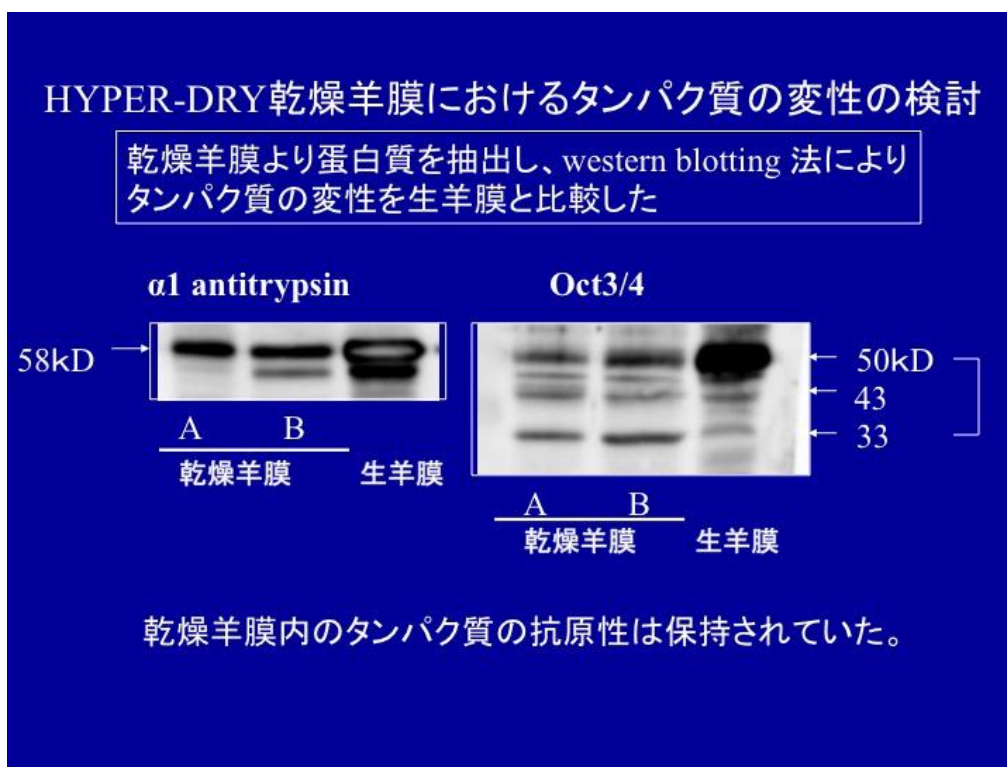 HYPER-DRY乾燥羊膜におけるタンパク質の変性の検討
乾燥羊膜より蛋白質を抽出し、western blotting 法により
タンパク質の変性を生羊膜と比較した
α1 antitrypsin
58kD
A B
乾燥羊膜 生羊膜
Oct3/4
50kD
43
33
A B
乾燥羊膜 生羊膜
乾燥羊膜内のタンパク質の抗原性は保持されていた。